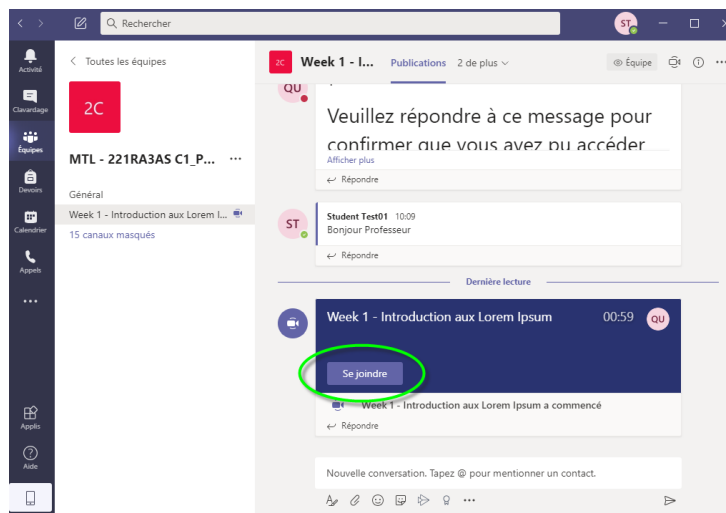 Rechercher
ST
Activité
Clavardage
Équipes
Devoirs
Calendrier
Appels
Applis
Aide
Toutes les équipes
2C
MTL - 221RA3AS C1_P... ...
Général
Week 1 - Introduction aux Lorem I...
15 canaux masqués
2C Week 1 - I... Publications 2 de plus
Équipe
QU
Veuillez répondre à ce message pour
confirmer que vous avez pu accéder
Afficher plus
Répondre
ST
Student Test01 10:09
Bonjour Professeur
Répondre
Dernière lecture
Week 1 - Introduction aux Lorem Ipsum 00:59 QU
Se joindre
Week 1 - Introduction aux Lorem Ipsum a commencé
Répondre
Nouvelle conversation. Tapez @ pour mentionner un contact.